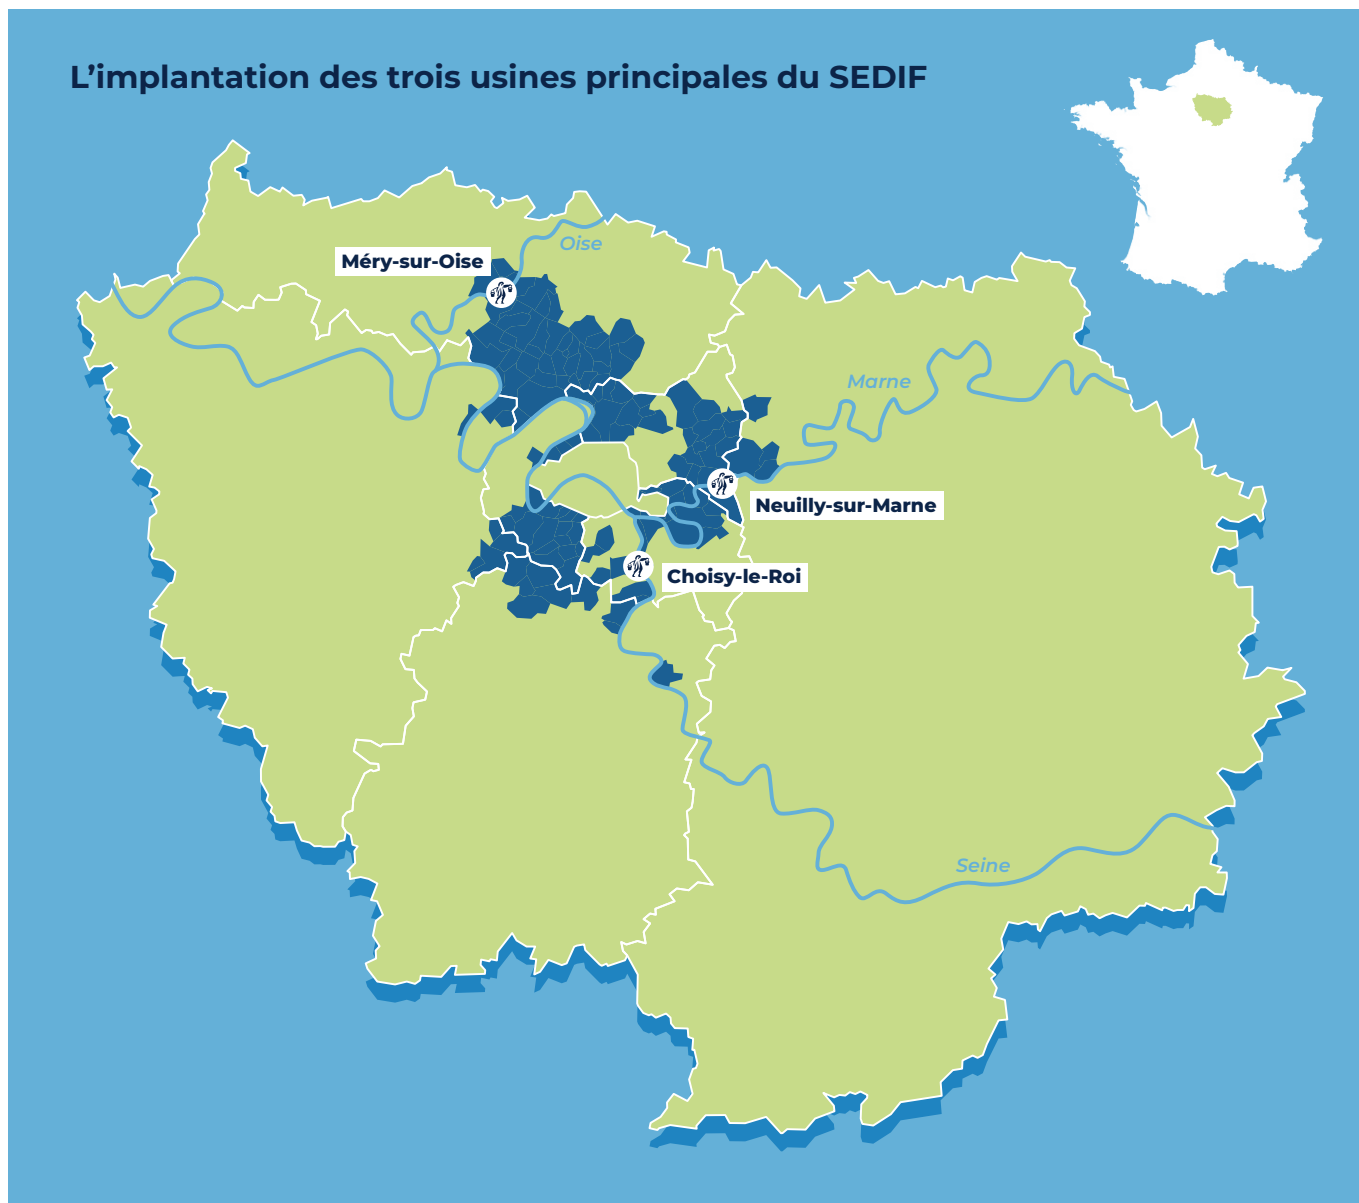 L’implantation des trois usines principales du SEDIF
Oise
Méry-sur-Oise
Marne
Neuilly-sur-Marne
Choisy-le-Roi
Seine